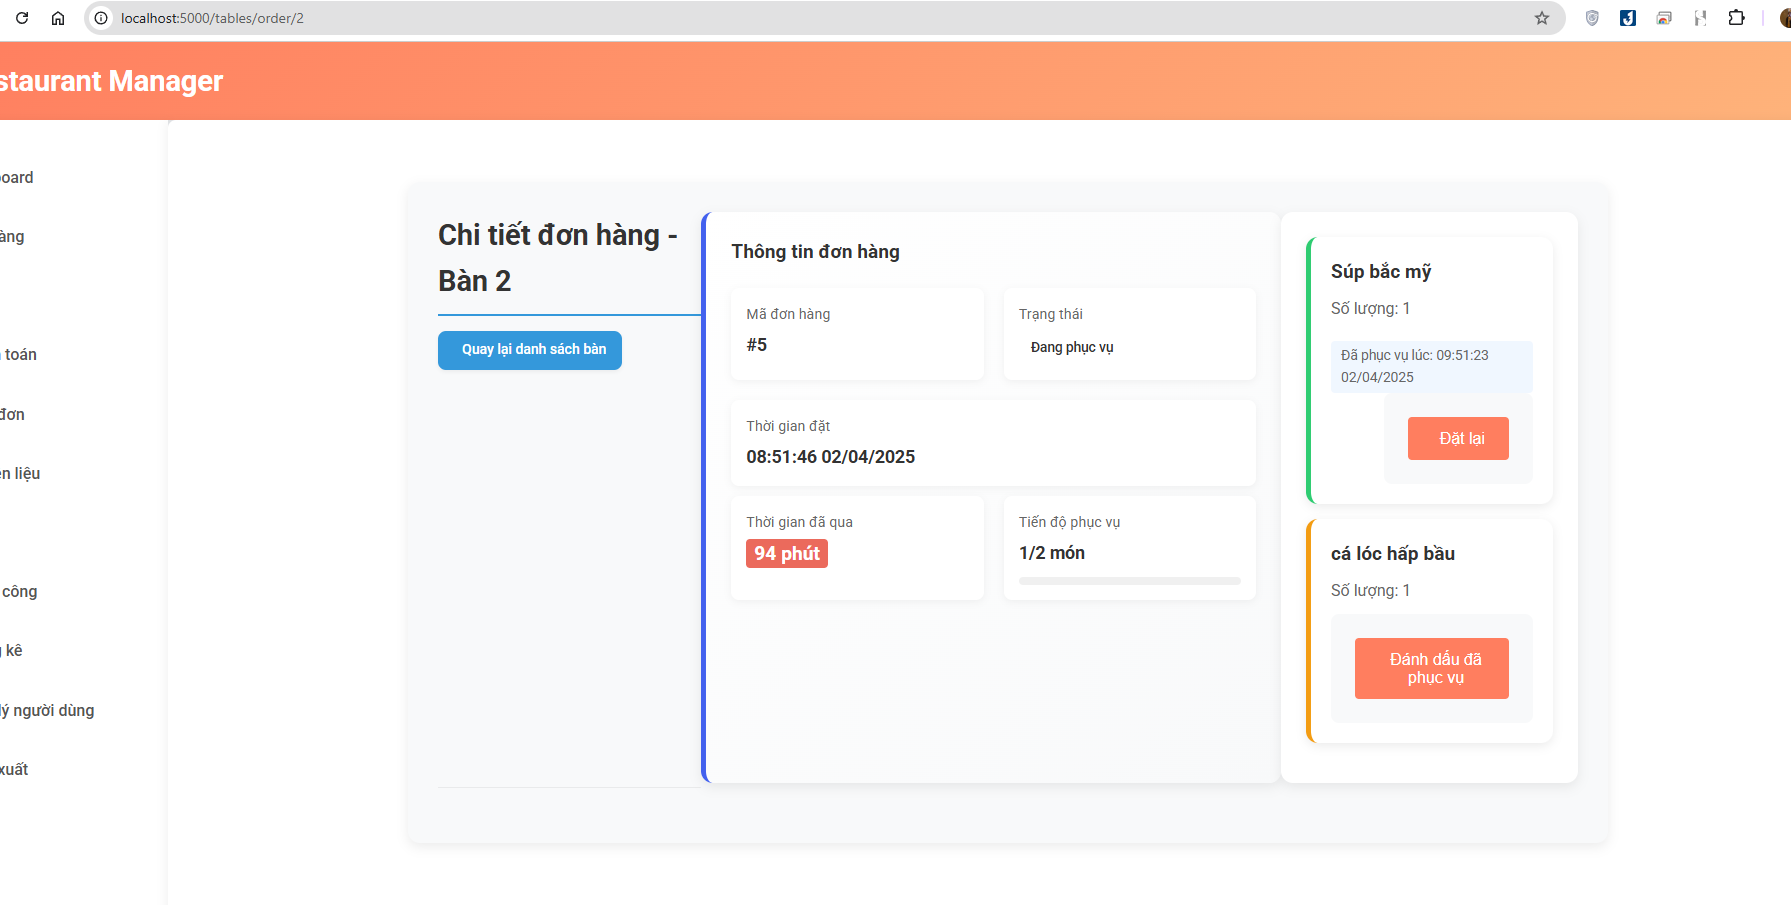 localhost:5000/tables/order/2
staurant Manager
oard
àng
toán
đơn
n liệu
công
kê
lý người dùng
xuất
Chi tiết đơn hàng -
Bàn 2
Quay lại danh sách bàn
Thông tin đơn hàng
Mã đơn hàng
#5
Trạng thái
Đang phục vụ
Thời gian đặt
08:51:46 02/04/2025
Thời gian đã qua
94 phút
Tiến độ phục vụ
1/2 món
Súp bắc mỹ
Số lượng: 1
Đã phục vụ lúc: 09:51:23
02/04/2025
Đặt lại
cá lóc hấp bầu
Số lượng: 1
Đánh dấu đã
phục vụ